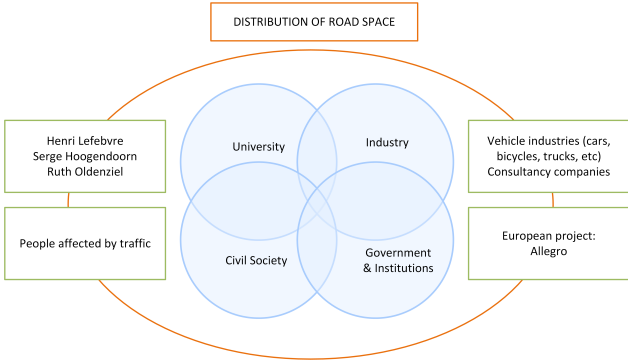 DISTRIBUTION OF ROAD SPACE
Henri Lefebvre
Serge Hoogendoorn
Ruth Oldenziel
University
Industry
Vehicle industries (cars,
bicycles, trucks, etc)
Consultancy companies
People affected by traffic
Civil Society
Government
& Institutions
European project:
Allegro